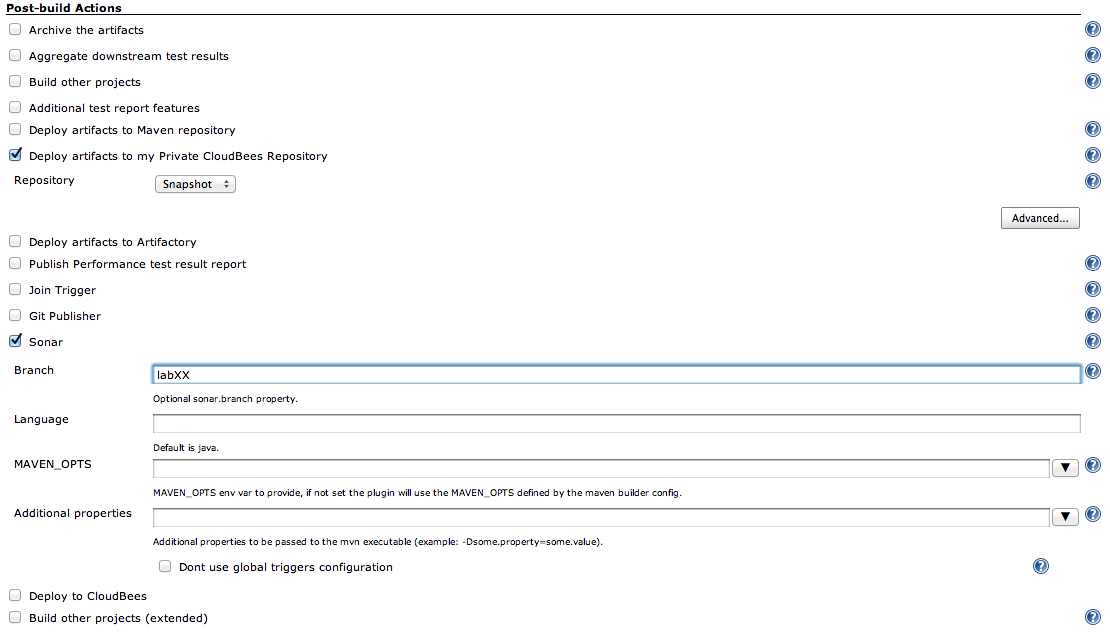 Post-build Actions
Archive the artifacts
Aggregate downstream test results
Build other projects
Additional test report features
Deploy artifacts to Maven repository
Deploy artifacts to my Private CloudBees Repository
Repository Snapshot
Advanced...
Deploy artifacts to Artifactory
Publish Performance test result report
Join Trigger
Git Publisher
Sonar
Branch labXX
Optional sonar.branch property.
Language
Default is java.
MAVEN_OPTS
MAVEN_OPTS env var to provide, if not set the plugin will use the MAVEN_OPTS defined by the maven builder config.
Additional properties
Additional properties to be passed to the mvn executable (example: -Dsome.property=some.value).
Dont use global triggers configuration
Deploy to CloudBees
Build other projects (extended)